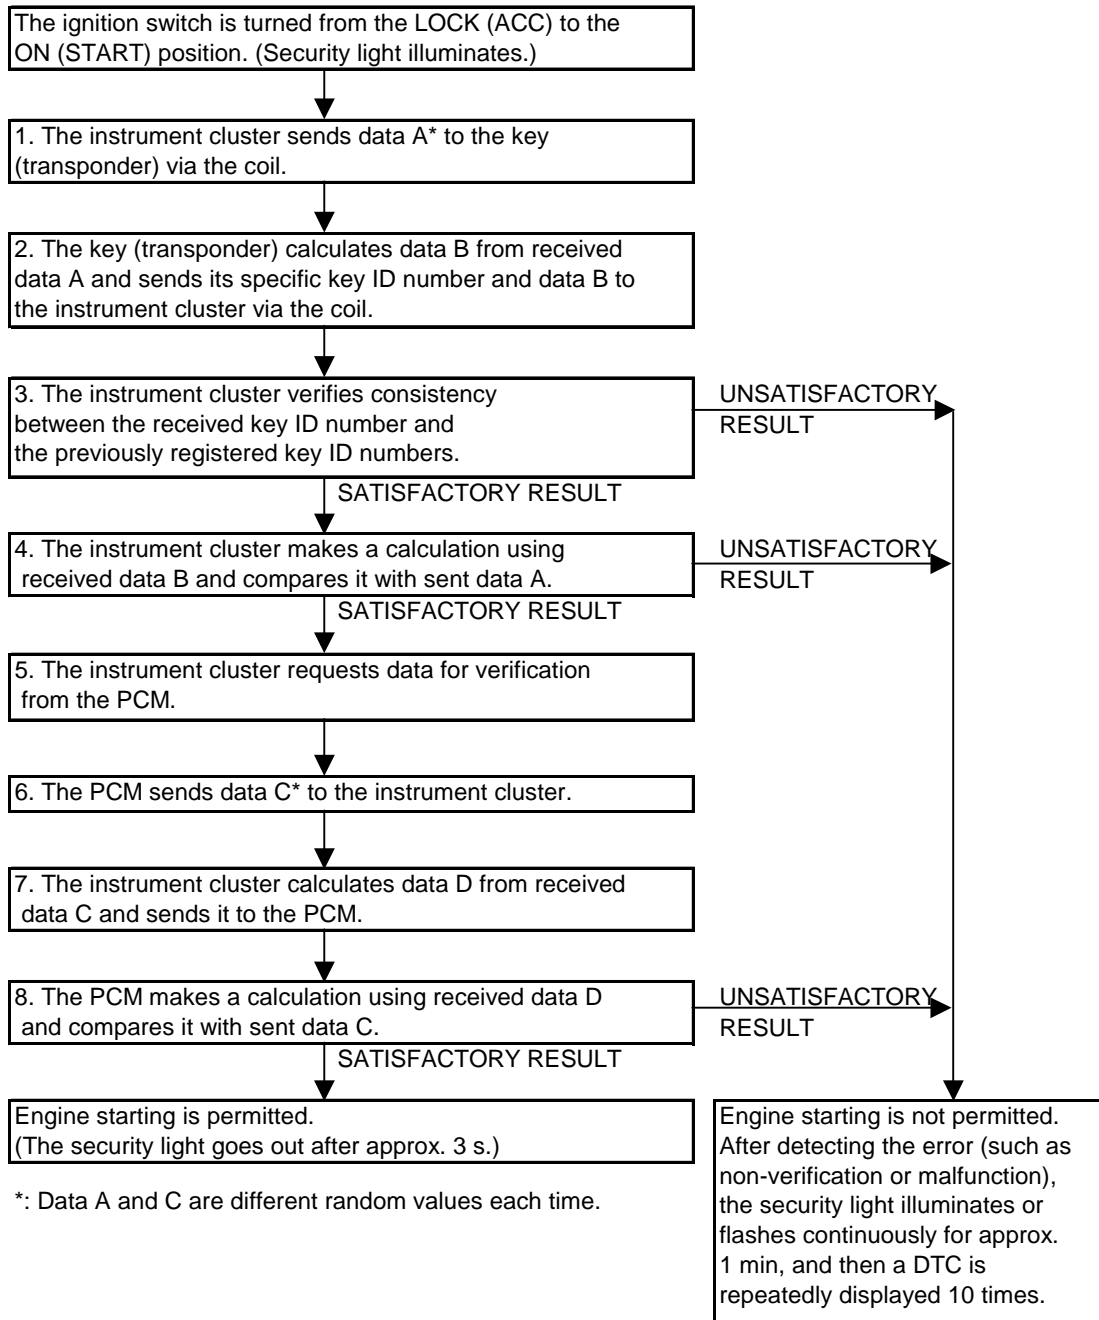 The ignition switch is turned from the LOCK (ACC) to the
ON (START) position. (Security light illuminates.)
1. The instrument cluster sends data A* to the key
(transponder) via the coil.
2. The key (transponder) calculates data B from received
data A and sends its specific key ID number and data B to
the instrument cluster via the coil.
3. The instrument cluster verifies consistency
between the received key ID number and
the previously registered key ID numbers.
UNSATISFACTORY
RESULT
SATISFACTORY RESULT
4. The instrument cluster makes a calculation using
received data B and compares it with sent data A.
UNSATISFACTORY
RESULT
SATISFACTORY RESULT
5. The instrument cluster requests data for verification
from the PCM.
6. The PCM sends data C* to the instrument cluster.
7. The instrument cluster calculates data D from received
data C and sends it to the PCM.
8. The PCM makes a calculation using received data D
and compares it with sent data C.
UNSATISFACTORY
RESULT
SATISFACTORY RESULT
Engine starting is permitted.
(The security light goes out after approx. 3 s.)
Engine starting is not permitted.
After detecting the error (such as
non-verification or malfunction),
the security light illuminates or
flashes continuously for approx.
1 min, and then a DTC is
repeatedly displayed 10 times.
*: Data A and C are different random values each time.